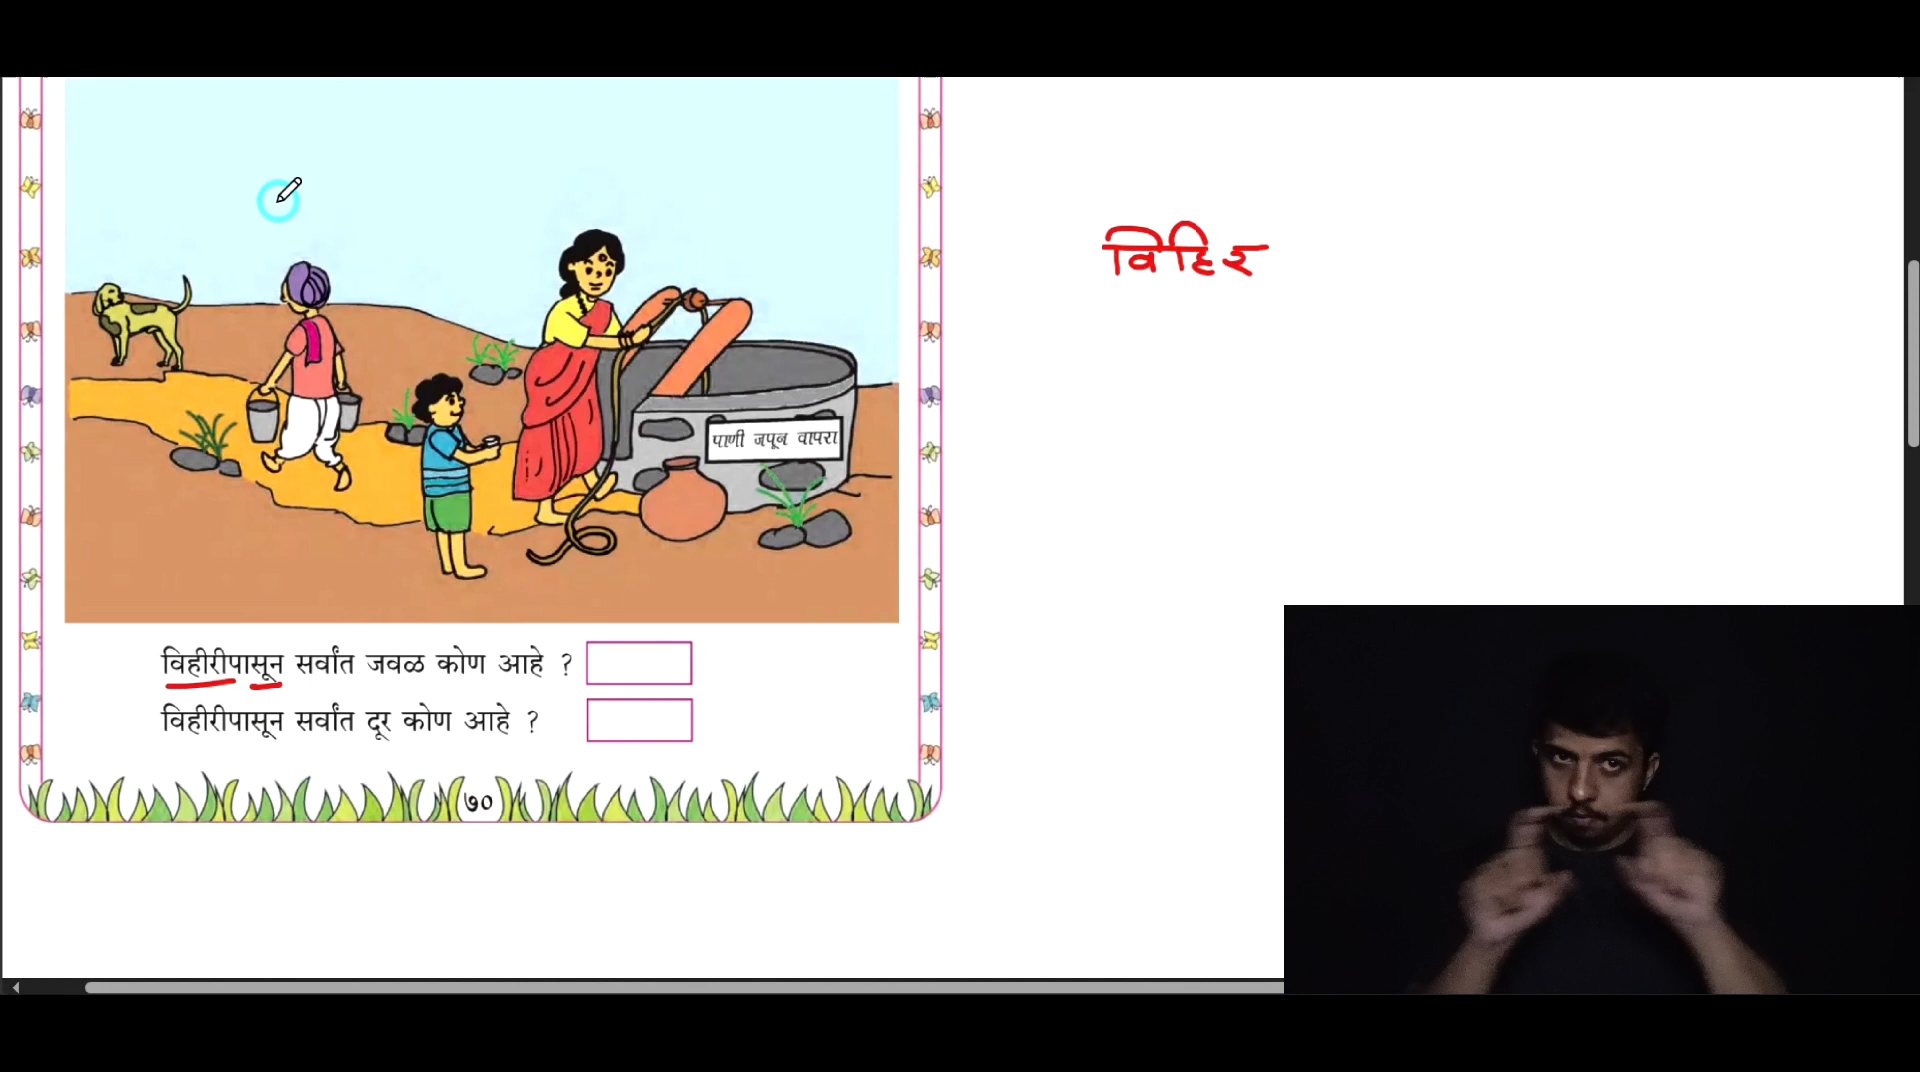 विहिर
पाणी जपून वापरा
विहीरीपासून सर्वांत जवळ कोण आहे ?
विहीरीपासून सर्वांत दूर कोण आहे ?
७०